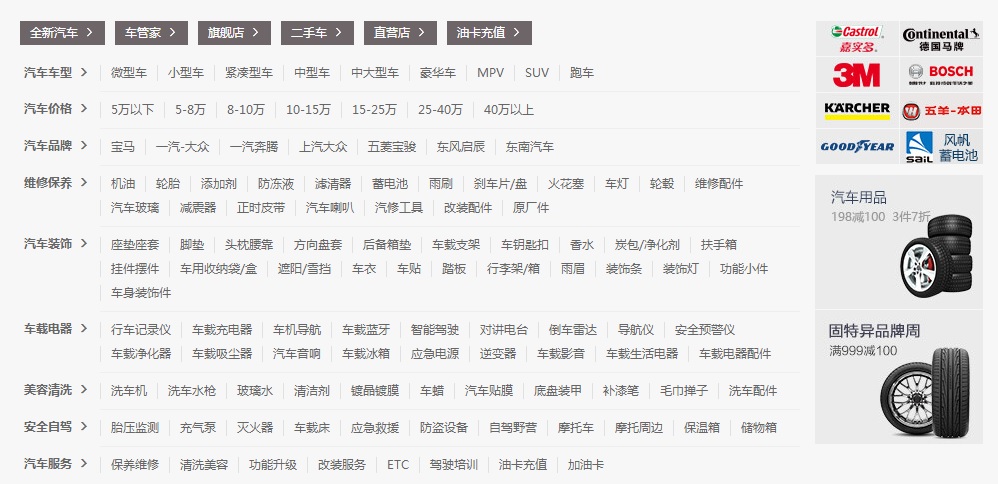 全新汽车 > 车管家 > 旗舰店 > 二手车 > 直营店 > 油卡充值 >
汽车车型 > 微型车 小型车 紧凑型车 中型车 中大型车 豪华车 MPV SUV 跑车
汽车价格 > 5万以下 5-8万 8-10万 10-15万 15-25万 25-40万 40万以上
汽车品牌 > 宝马 一汽-大众 一汽奔腾 上汽大众 五菱宝骏 东风启辰 东南汽车
维修保养 > 机油 轮胎 添加剂 防冻液 滤清器 蓄电池 雨刷 刹车片/盘 火花塞 车灯 轮毂 维修配件
汽车玻璃 减震器 正时皮带 汽车喇叭 汽修工具 改装配件 原厂件
汽车装饰 > 座垫座套 脚垫 头枕腰靠 方向盘套 后备箱垫 车载支架 车钥匙扣 香水 炭包/净化剂 扶手箱
挂件摆件 车用收纳袋/盒 遮阳/雪挡 车衣 车贴 踏板 行李架/箱 雨眉 装饰条 装饰灯 功能小件
车身装饰件
车载电器 > 行车记录仪 车载充电器 车机导航 车载蓝牙 智能驾驶 对讲电台 倒车雷达 导航仪 安全预警仪
车载净化器 车载吸尘器 汽车音响 车载冰箱 应急电源 逆变器 车载影音 车载生活电器 车载电器配件
美容清洗 > 洗车机 洗车水枪 玻璃水 清洁剂 镀晶镀膜 车蜡 汽车贴膜 底盘装甲 补漆笔 毛巾掸子 洗车配件
安全自驾 > 胎压监测 充气泵 灭火器 车载床 应急救援 防盗设备 自驾野营 摩托车 摩托周边 保温箱 储物箱
汽车服务 > 保养维修 清洗美容 功能升级 改装服务 ETC 驾驶培训 油卡充值 加油卡
Castrol
嘉实多
Continental
德国马牌
3M
BOSCH
KÄRCHER
五羊-本田
GOODYEAR
SAIL
风帆
蓄电池
汽车用品
198减100 3件7折
固特异品牌周
满999减100